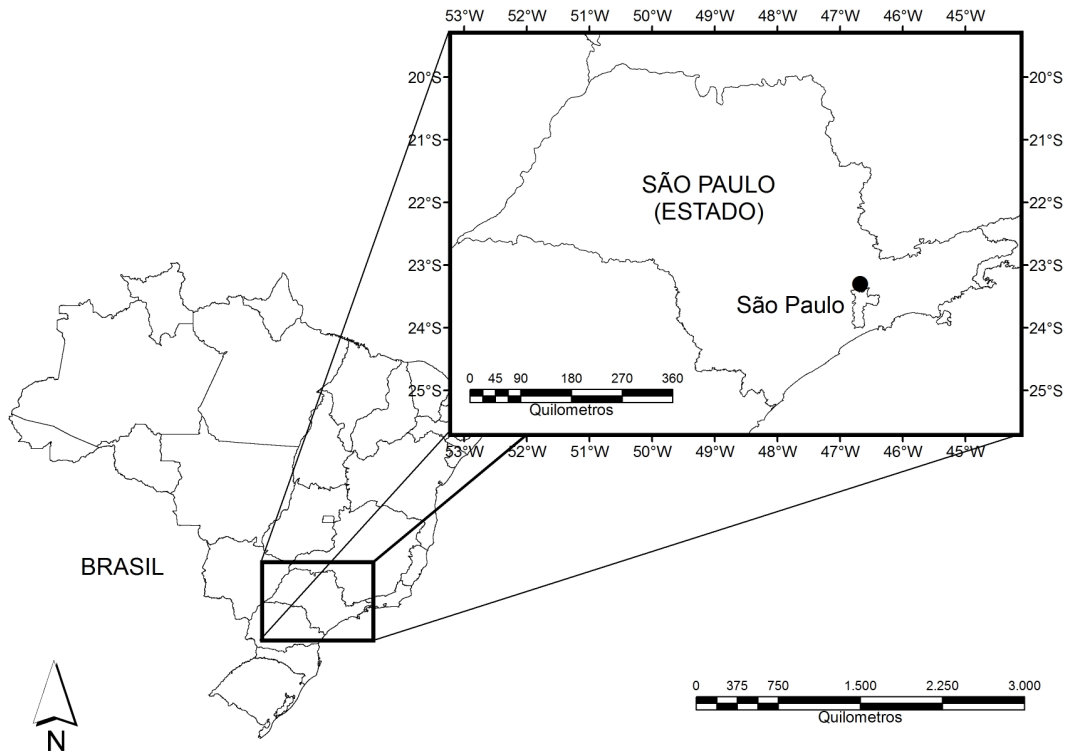 53°W 52°W 51°W 50°W 49°W 48°W 47°W 46°W 45°W
20°S 20°S
21°S 21°S
SÃO PAULO
(ESTADO)
22°S 22°S
23°S 23°S
São Paulo
24°S 24°S
0 45 90 180 270 360
25°S 25°S
Quilometros
53°W 52°W 51°W 50°W 49°W 48°W 47°W 46°W 45°W
BRASIL
N
0 375 750 1.500 2.250 3.000
Quilometros